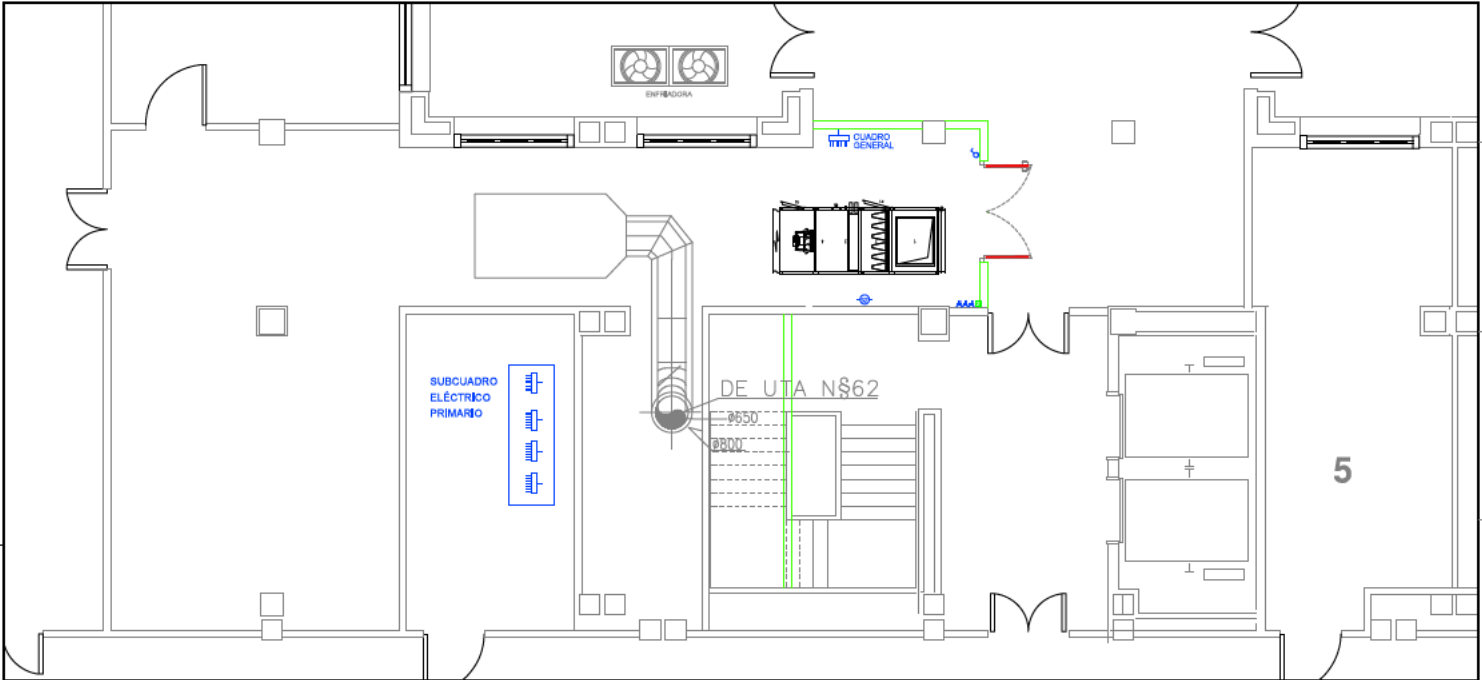 ENFRIADORA
CUADRO
GENERAL
SUBCUADRO
ELÉCTRICO
PRIMARIO
DE UTA N§62
ø650
ø800
5